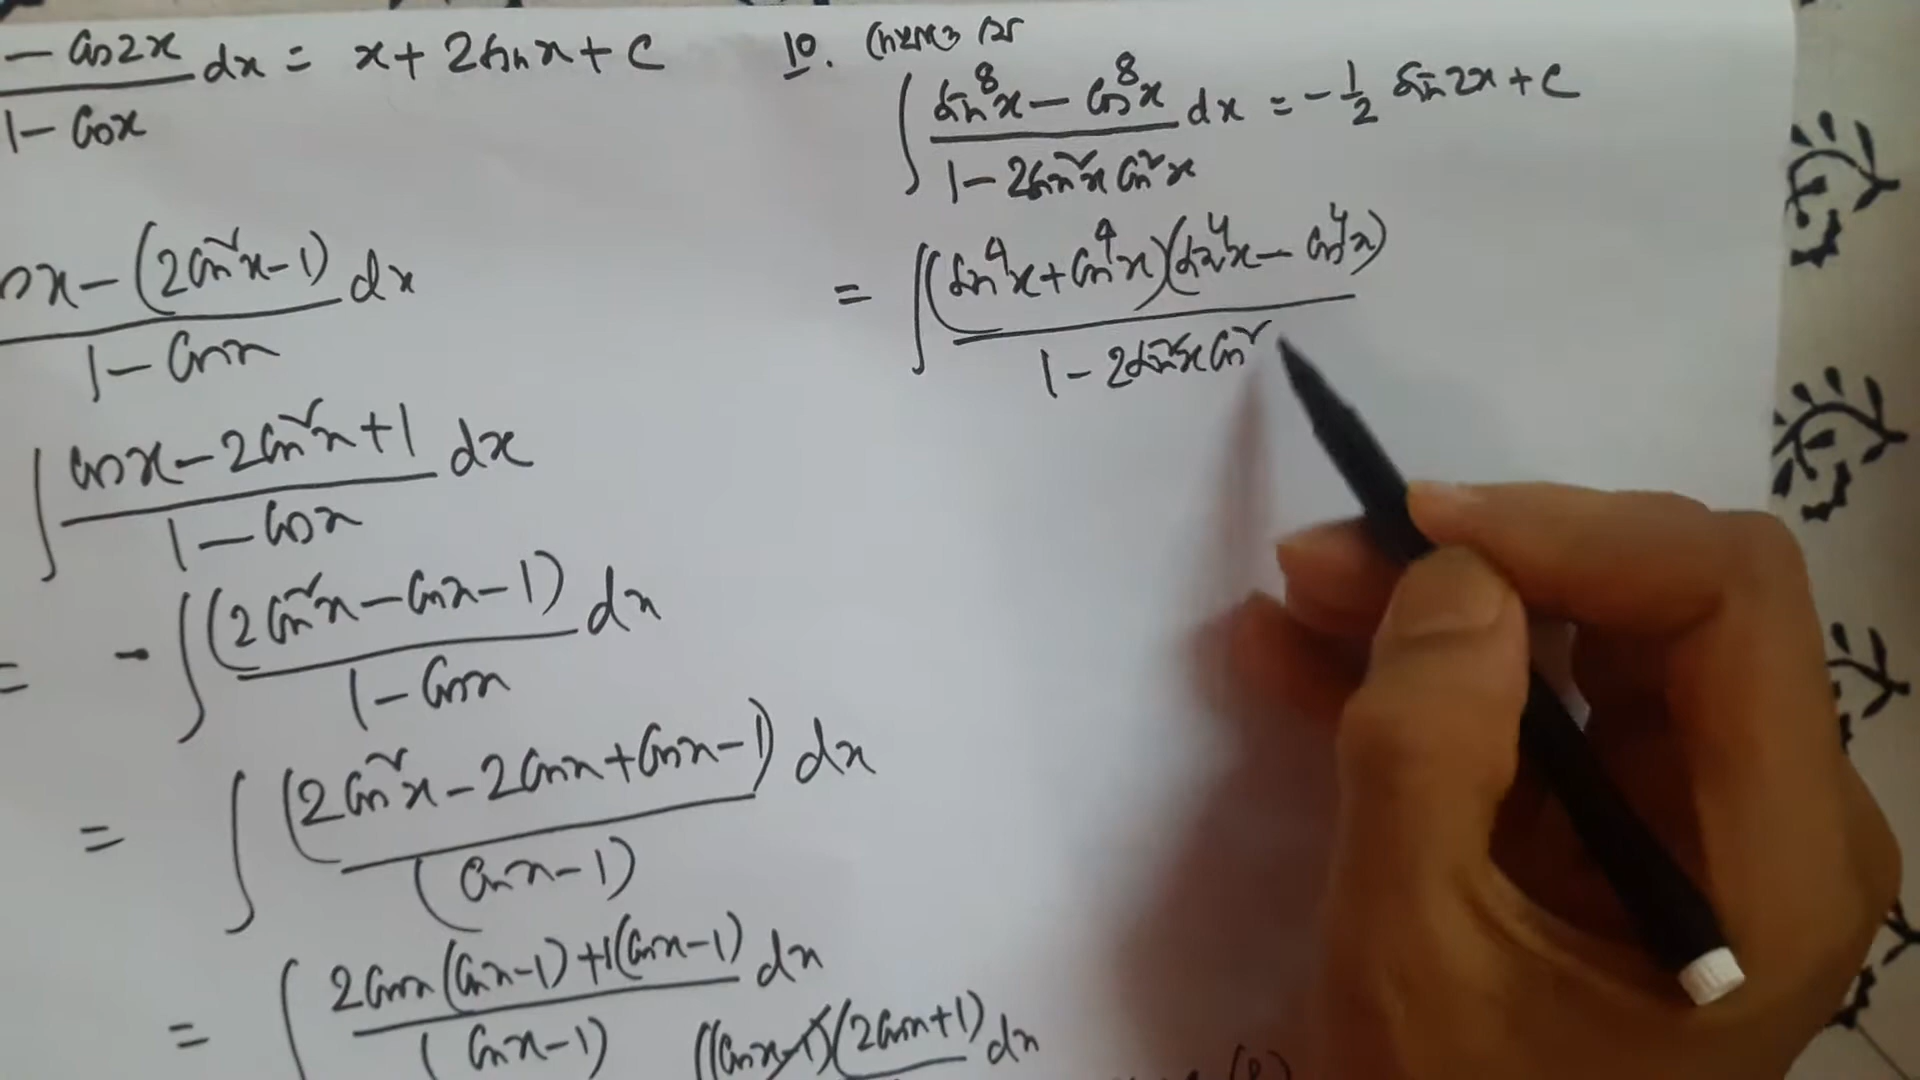 - cos2x / 1 - cosx dx = x + 2sinx + c
x - (2cos²x - 1) / 1 - cosx dx
∫ cosx - 2cos²x + 1 / 1 - cosx dx
= - ∫ (2cos²x - cosx - 1) / 1 - cosx dx
= ∫ (2cos²x - 2cosx + cosx - 1) / (cosx - 1) dx
= ∫ 2cosx (cosx - 1) + 1(cosx - 1) / (cosx - 1) dx
((cosx - 1)(2cosx + 1) dx
10. দেখাও যে
∫ sin⁸x - cos⁸x / 1 - 2sin²x cos²x dx = - 1/2 sin2x + c
= ∫ (sin⁴x + cos⁴x)(sin⁴x - cos⁴x) / 1 - 2sin²x cos²